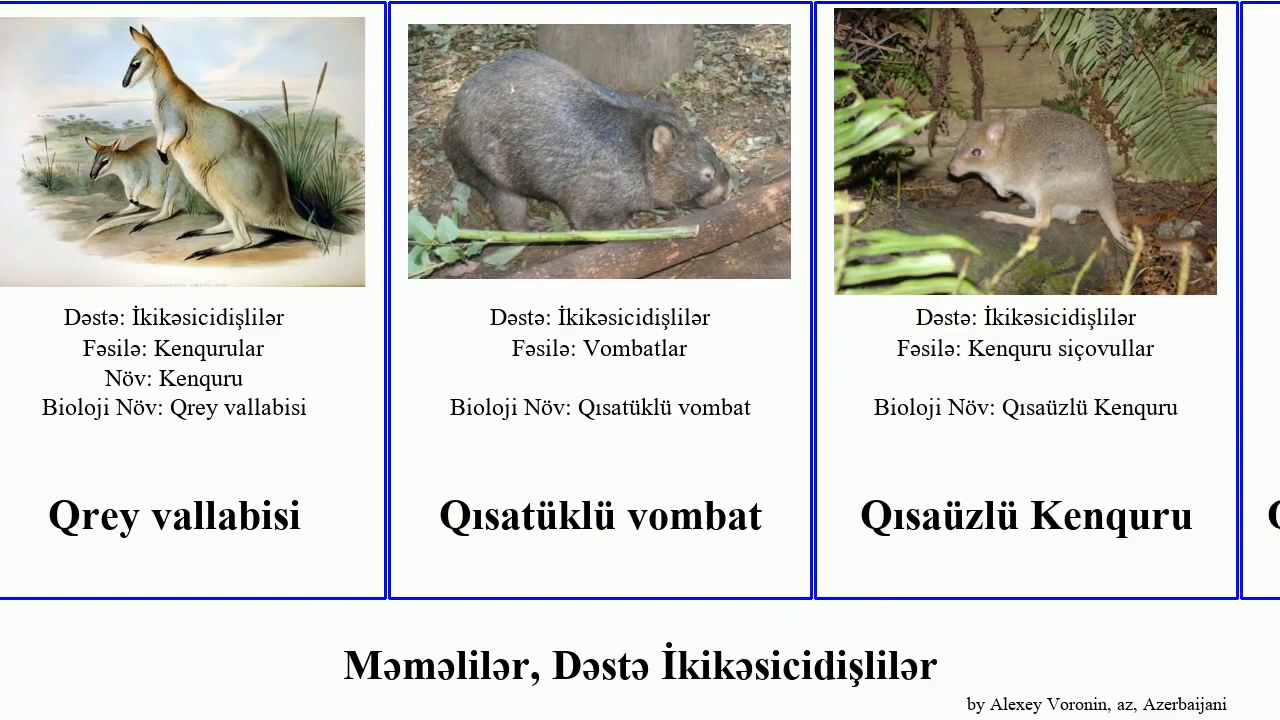 Dəstə: İkikəsicidişlilər
Fəsilə: Kenqurular
Növ: Kenquru
Bioloji Növ: Qrey vallabisi
Qrey vallabisi
Dəstə: İkikəsicidişlilər
Fəsilə: Vombatlar
Bioloji Növ: Qısatüklü vombat
Qısatüklü vombat
Dəstə: İkikəsicidişlilər
Fəsilə: Kenquru siçovullar
Bioloji Növ: Qısaüzlü Kenquru
Qısaüzlü Kenquru
Məməlilər, Dəstə İkikəsicidişlilər
by Alexey Voronin, az, Azerbaijani